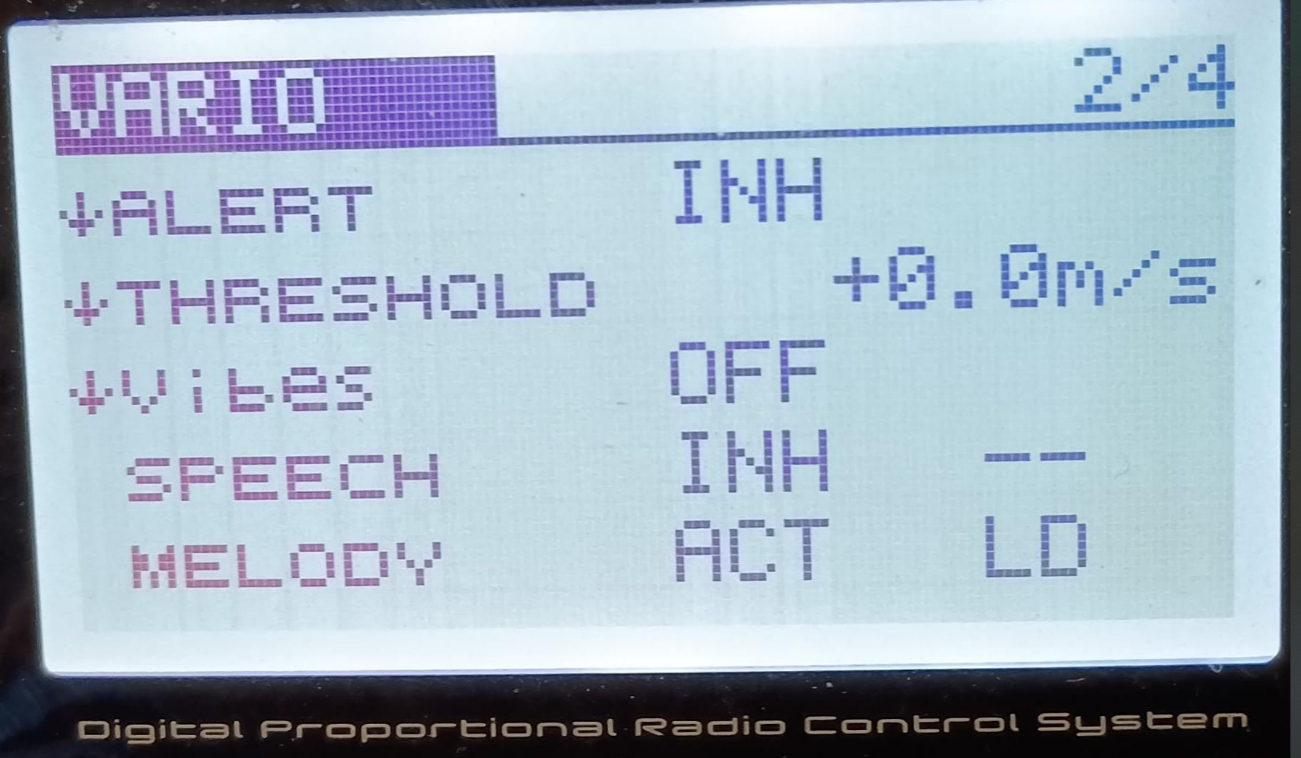 VARIO 2/4
↓ALERT INH
↓THRESHOLD +0.0m/s
↓Vibes OFF
SPEECH INH --
MELODY ACT LD
Digital Proportional Radio Control System